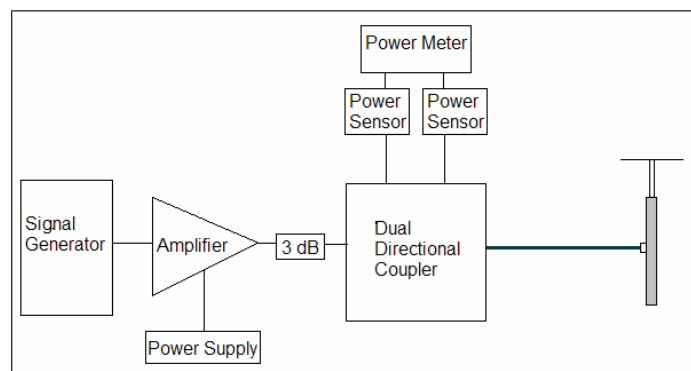 Power Meter
Power
Sensor
Power
Sensor
Signal
Generator
Amplifier
3 dB
Dual
Directional
Coupler
Power Supply